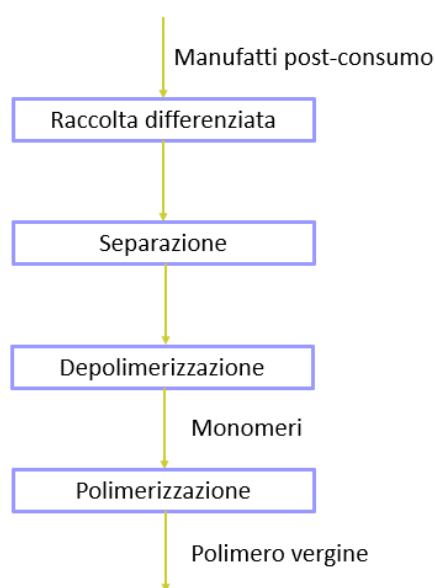 Manufatti post-consumo
Raccolta differenziata
Separazione
Depolimerizzazione
Monomeri
Polimerizzazione
Polimero vergine